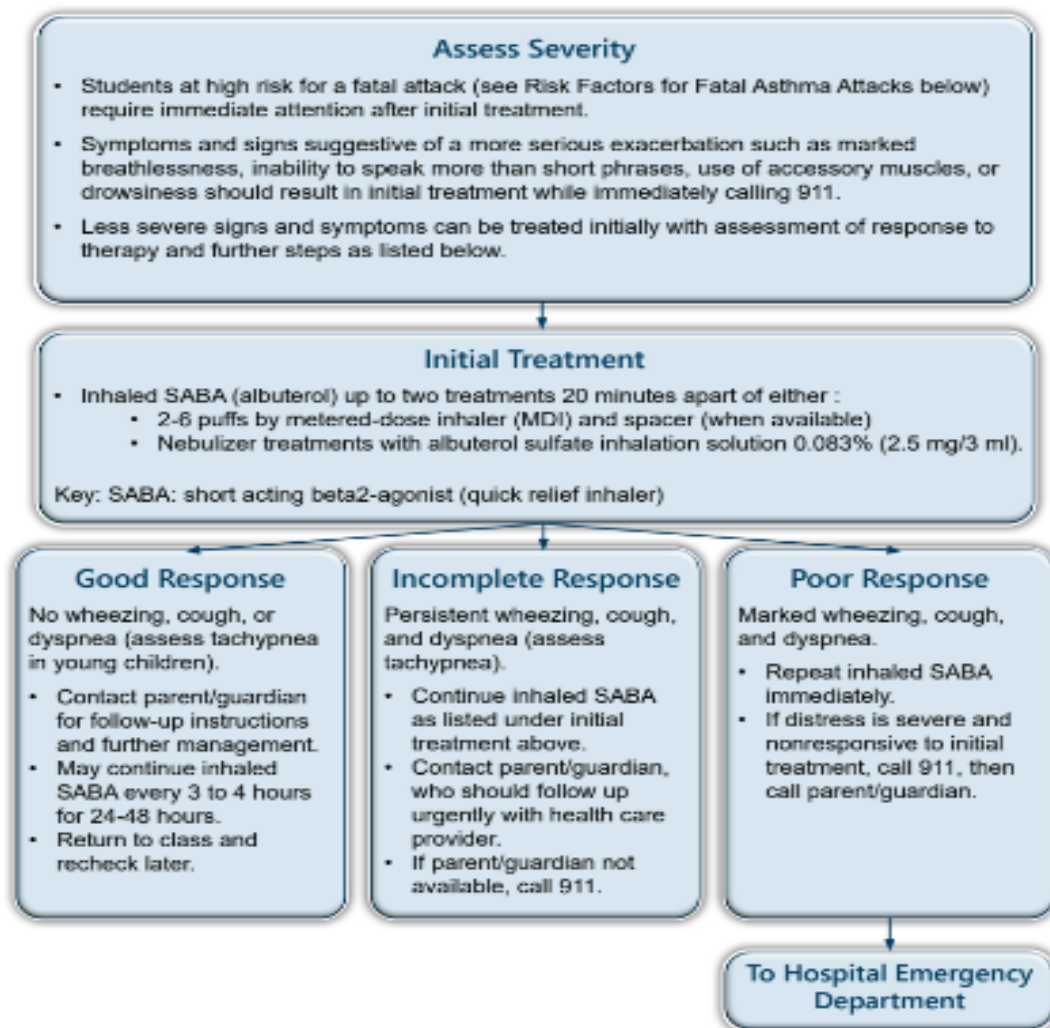 Assess Severity
• Students at high risk for a fatal attack (see Risk Factors for Fatal Asthma Attacks below)
require immediate attention after initial treatment.
• Symptoms and signs suggestive of a more serious exacerbation such as marked
breathlessness, inability to speak more than short phrases, use of accessory muscles, or
drowsiness should result in initial treatment while immediately calling 911.
• Less severe signs and symptoms can be treated initially with assessment of response to
therapy and further steps as listed below.
Initial Treatment
• Inhaled SABA (albuterol) up to two treatments 20 minutes apart of either :
• 2-6 puffs by metered-dose inhaler (MDI) and spacer (when available)
• Nebulizer treatments with albuterol sulfate inhalation solution 0.083% (2.5 mg/3 ml).
Key: SABA: short acting beta2-agonist (quick relief inhaler)
Good Response
No wheezing, cough, or
dyspnea (assess tachypnea
in young children).
• Contact parent/guardian
for follow-up instructions
and further management.
• May continue inhaled
SABA every 3 to 4 hours
for 24-48 hours.
• Return to class and
recheck later.
Incomplete Response
Persistent wheezing, cough,
and dyspnea (assess
tachypnea).
• Continue inhaled SABA
as listed under initial
treatment above.
• Contact parent/guardian,
who should follow up
urgently with health care
provider.
• If parent/guardian not
available, call 911.
Poor Response
Marked wheezing, cough,
and dyspnea.
• Repeat inhaled SABA
immediately.
• If distress is severe and
nonresponsive to initial
treatment, call 911, then
call parent/guardian.
To Hospital Emergency
Department